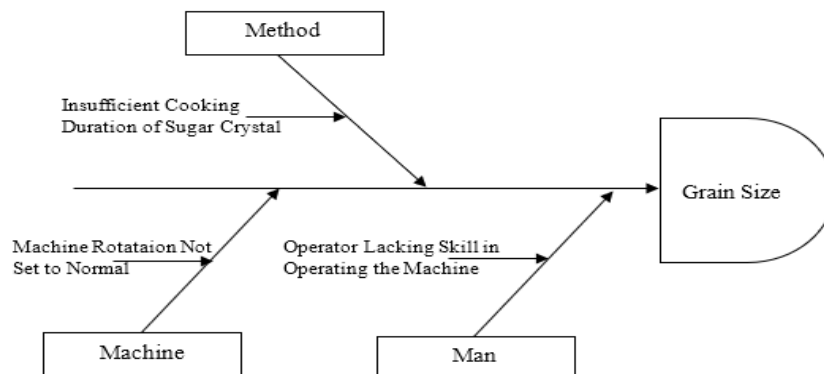 Method
Insufficient Cooking
Duration of Sugar Crystal
Grain Size
Machine Rotataion Not
Set to Normal
Operator Lacking Skill in
Operating the Machine
Machine
Man